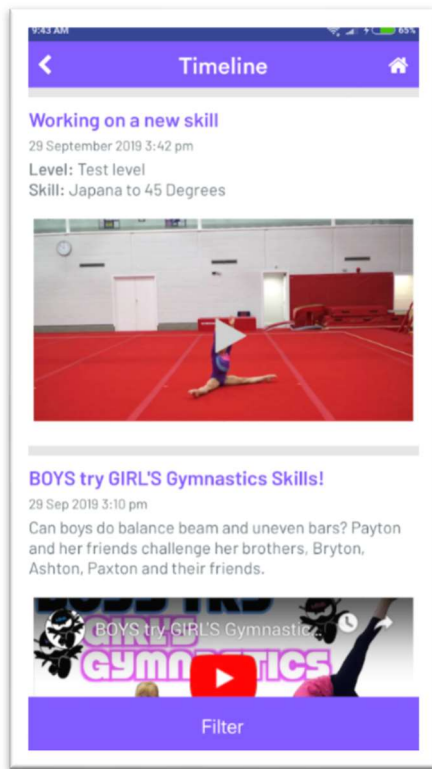 9:43 AM
65%
Timeline
Working on a new skill
29 September 2019 3:42 pm
Level: Test level
Skill: Japana to 45 Degrees
BOYS try GIRL'S Gymnastics Skills!
29 Sep 2019 3:10 pm
Can boys do balance beam and uneven bars? Payton
and her friends challenge her brothers, Bryton,
Ashton, Paxton and their friends.
BOYS TRY
BOYS try GIRL'S Gymnastic...
GIRL'S
GYMNASTICS
Filter